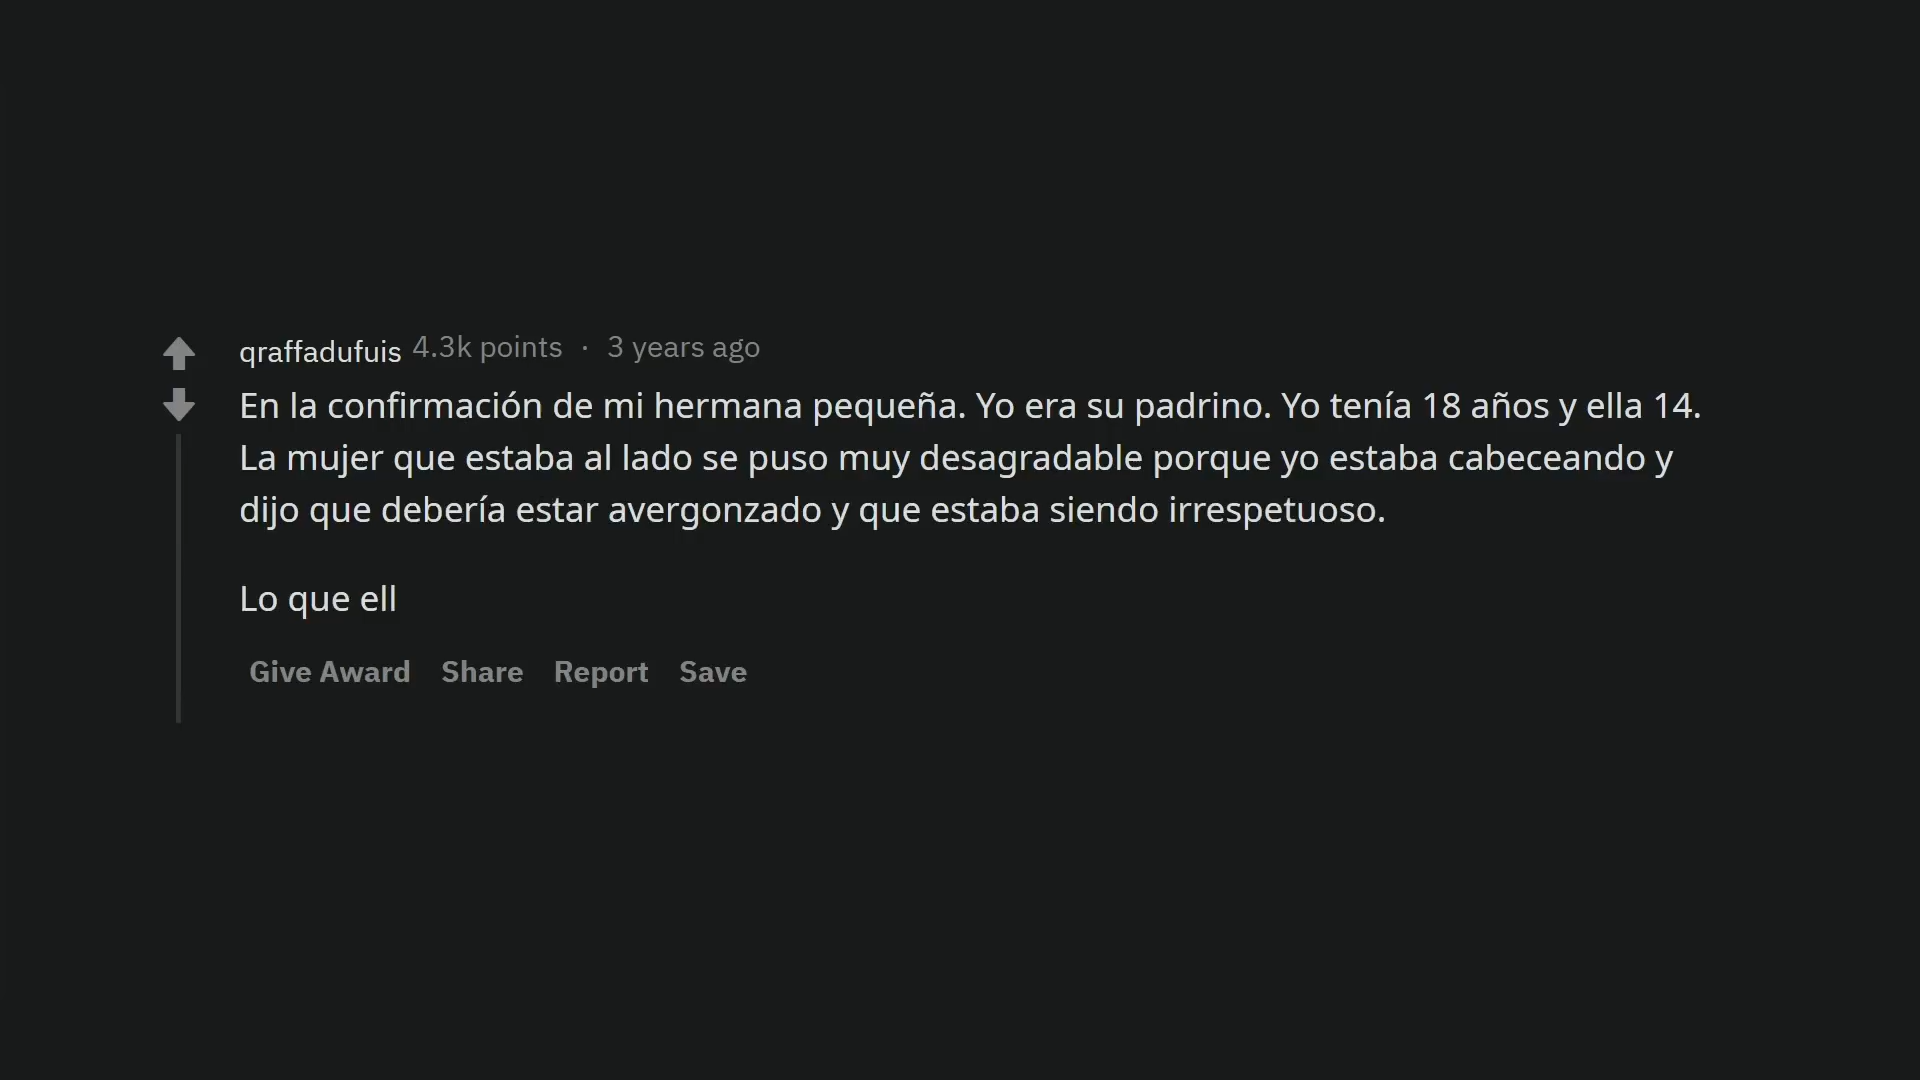 qraffadufuis 4.3k points · 3 years ago
En la confirmación de mi hermana pequeña. Yo era su padrino. Yo tenía 18 años y ella 14.
La mujer que estaba al lado se puso muy desagradable porque yo estaba cabeceando y
dijo que debería estar avergonzado y que estaba siendo irrespetuoso.
Lo que ell
Give Award Share Report Save